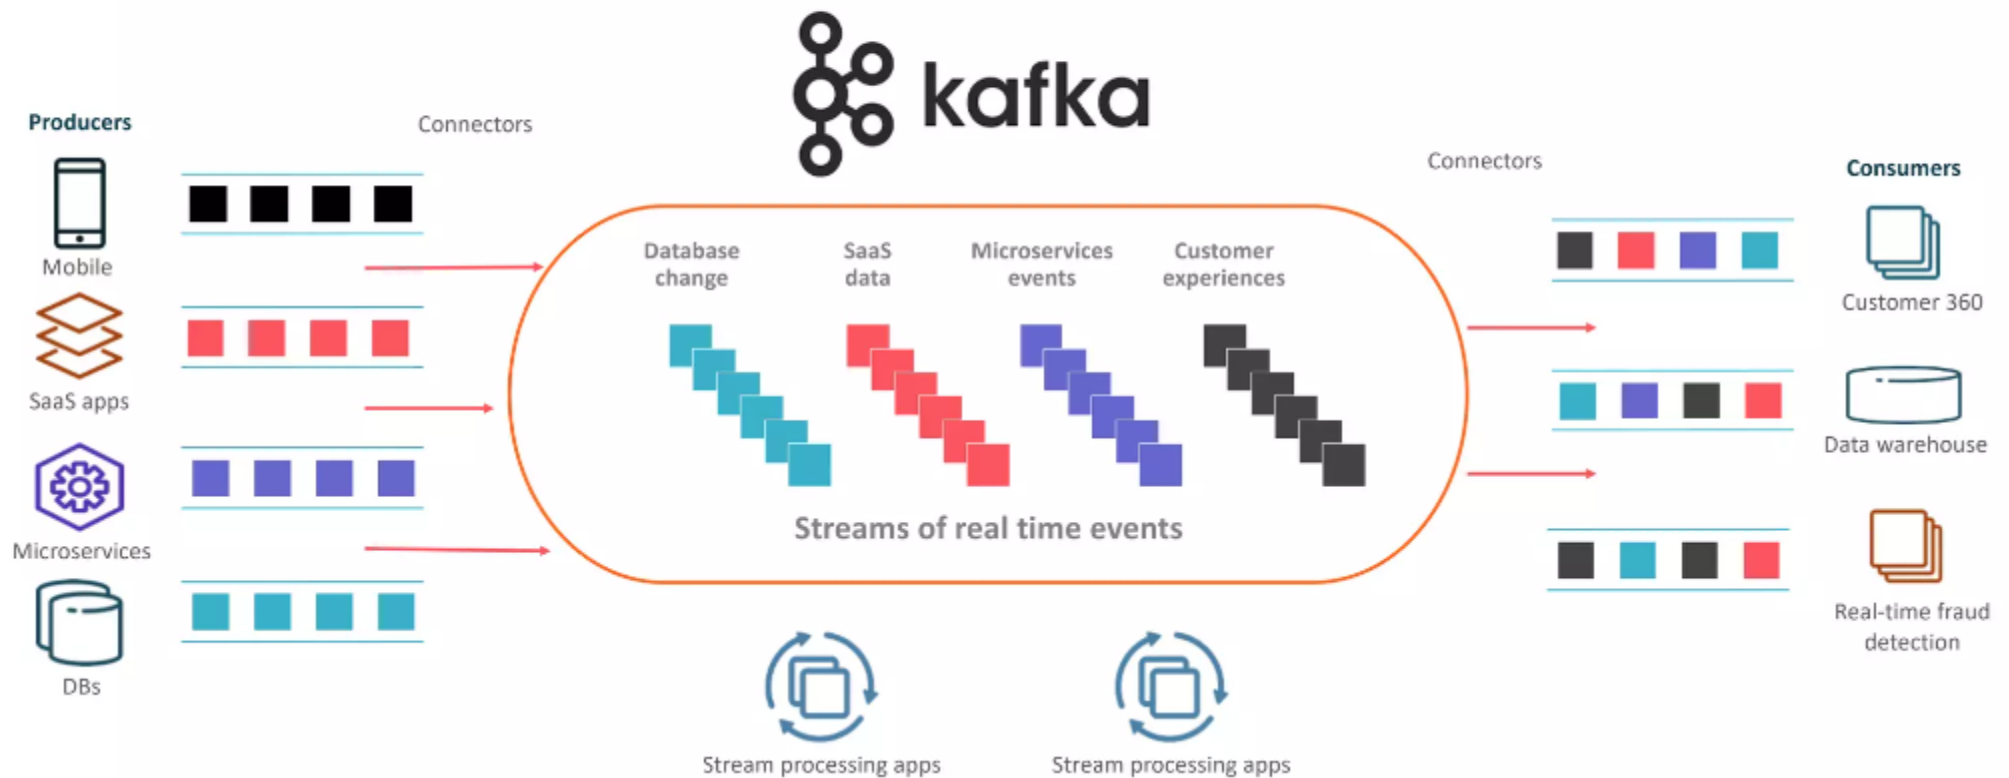 kafka
Producers
Connectors
Mobile
SaaS apps
Microservices
DBs
Database
change
SaaS
data
Microservices
events
Customer
experiences
Streams of real time events
Stream processing apps
Stream processing apps
Connectors
Consumers
Customer 360
Data warehouse
Real-time fraud
detection